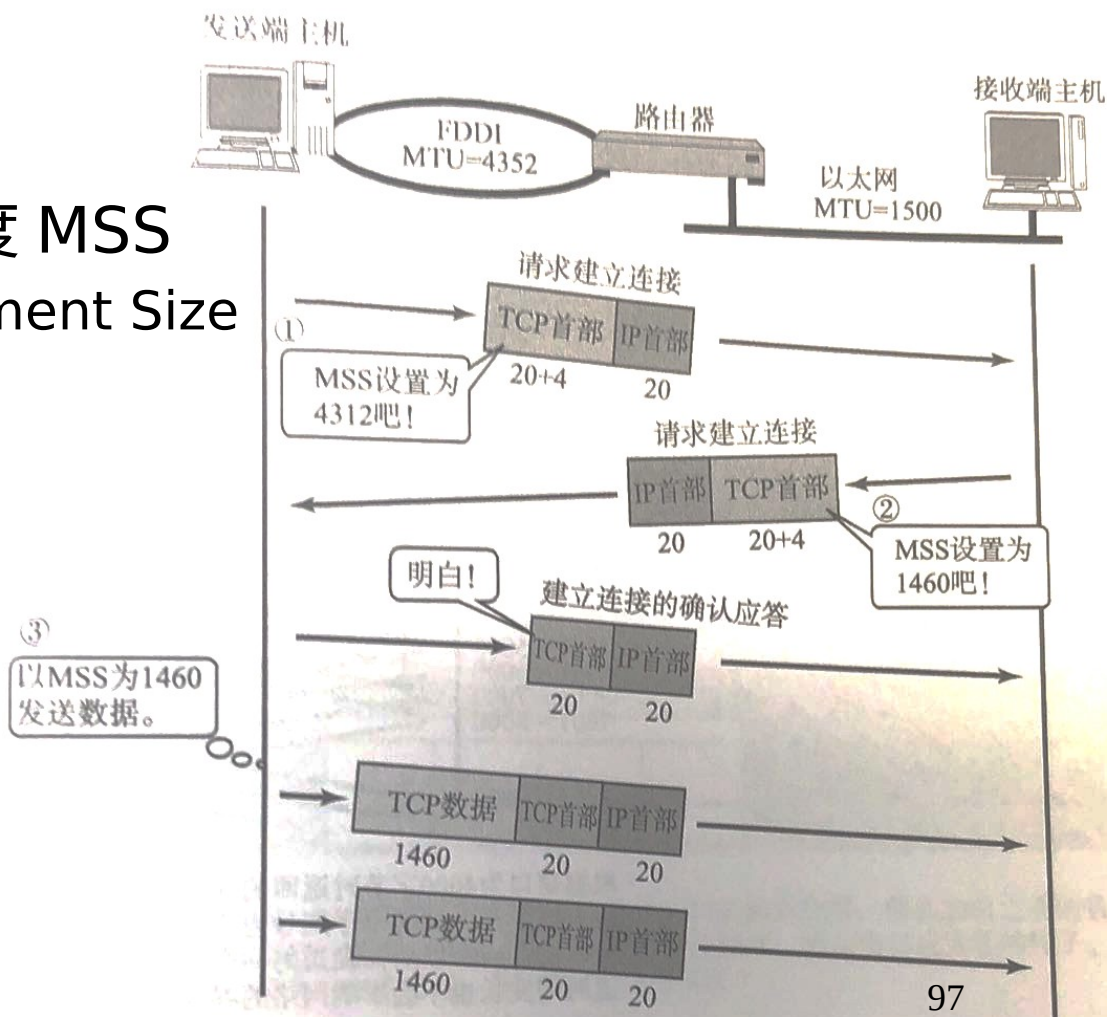 发送端主机
接收端主机
FDDI
MTU=4352
路由器
以太网
MTU=1500
度 MSS
ment Size
请求建立连接
①
TCP首部 IP首部
MSS设置为
4312吧!
20+4 20
请求建立连接
IP首部 TCP首部
②
20 20+4
MSS设置为
1460吧!
明白!
建立连接的确认应答
③
TCP首部 IP首部
以MSS为1460
发送数据。
20 20
TCP数据 TCP首部 IP首部
1460 20 20
TCP数据 TCP首部 IP首部
1460 20 20
97